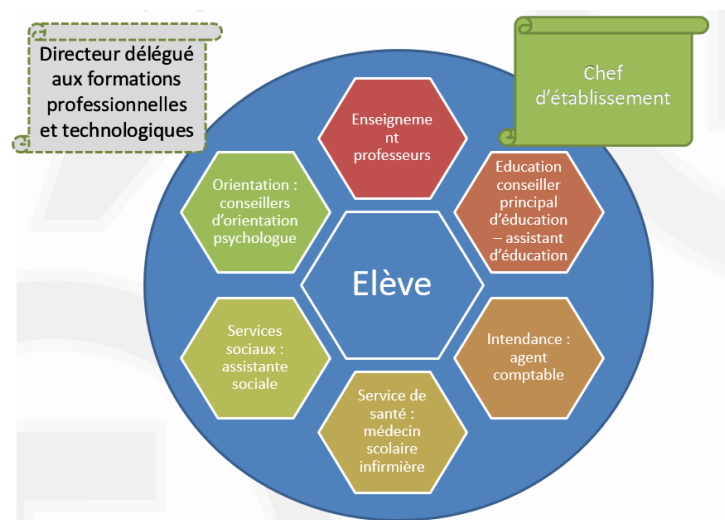 Directeur délégué
aux formations
professionnelles
et technologiques
Chef
d'établissement
Enseigneme
nt
professeurs
Orientation :
conseillers
d'orientation
psychologue
Education
conseiller
principal
d'éducation
– assistant
d'éducation
Elève
Services
sociaux :
assistante
sociale
Intendance :
agent
comptable
Service de
santé :
médecin
scolaire
infirmière